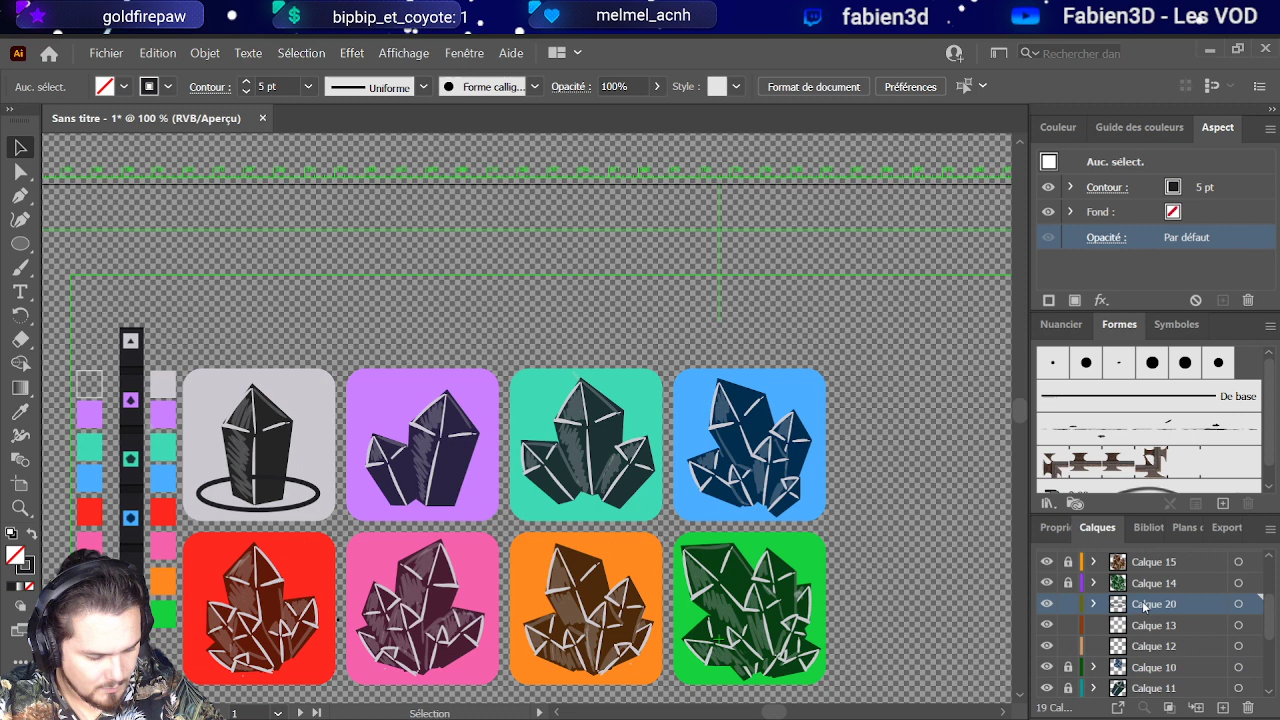 goldfirepaw
bipbip_et_coyote: 1
melmel_acnh
fabien3d
Fabien3D - Les VOD
Ai
Fichier Edition Objet Texte Sélection Effet Affichage Fenêtre Aide
Rechercher dan
Auc. sélect.
Contour : 5 pt
Uniforme
Forme callig...
Opacité : 100%
Style :
Format de document
Préférences
Sans titre - 1* @ 100 % (RVB/Aperçu)
Couleur Guide des couleurs Aspect
Auc. sélect.
Contour : 5 pt
Fond :
Opacité : Par défaut
fx
Nuancier Formes Symboles
De base
Propri Calques Bibliot Plans c Export
Calque 15
Calque 14
Calque 20
Calque 13
Calque 12
Calque 10
Calque 11
19 Cal...
1
Sélection